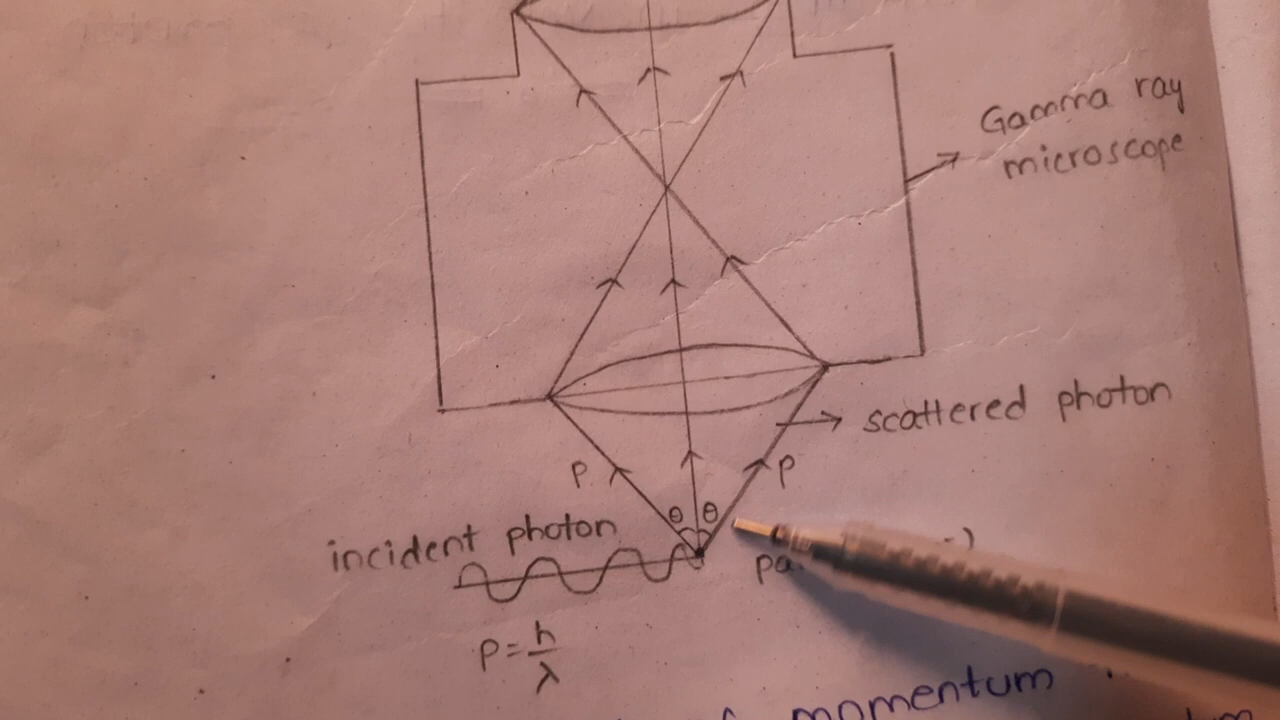 Gamma ray
microscope
scattered photon
P
P
θ θ
incident photon
P = h/λ
momentum